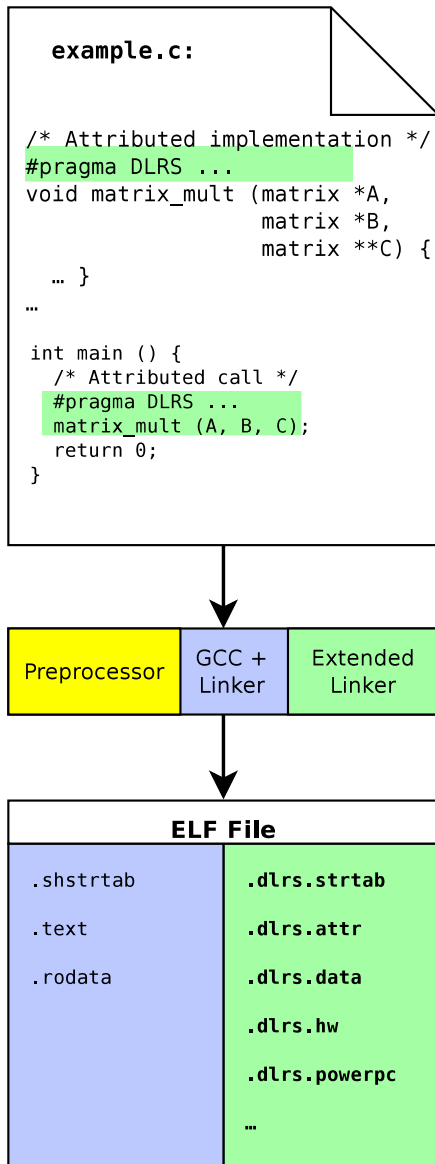 example.c:
/* Attributed implementation */
#pragma DLRS ...
void matrix_mult (matrix *A,
matrix *B,
matrix **C) {
… }
…
int main () {
/* Attributed call */
#pragma DLRS ...
matrix_mult (A, B, C);
return 0;
}
Preprocessor
GCC +
Linker
Extended
Linker
ELF File
.shstrtab
.text
.rodata
.dlrs.strtab
.dlrs.attr
.dlrs.data
.dlrs.hw
.dlrs.powerpc
…